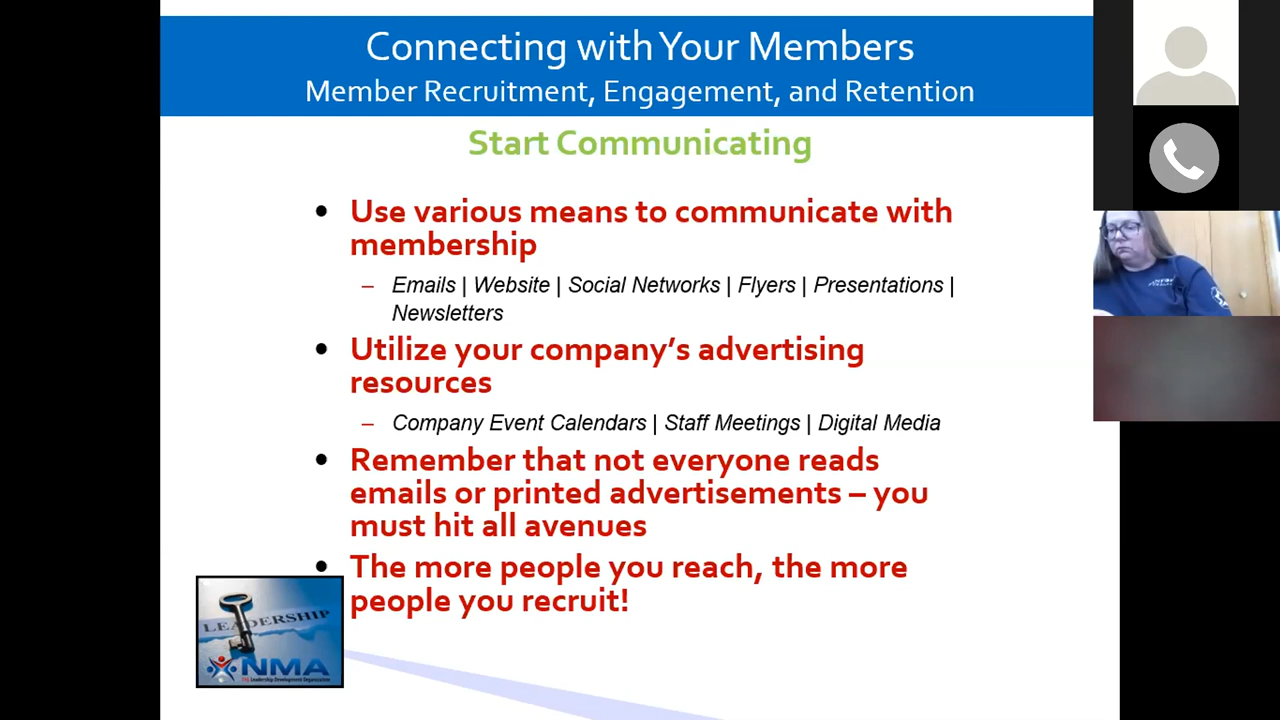 Connecting with Your Members
Member Recruitment, Engagement, and Retention
Start Communicating
• Use various means to communicate with
membership
– Emails | Website | Social Networks | Flyers | Presentations |
Newsletters
• Utilize your company’s advertising
resources
– Company Event Calendars | Staff Meetings | Digital Media
• Remember that not everyone reads
emails or printed advertisements – you
must hit all avenues
• The more people you reach, the more
people you recruit!
LEADERSHIP
NMA
THE Leadership Development Organization